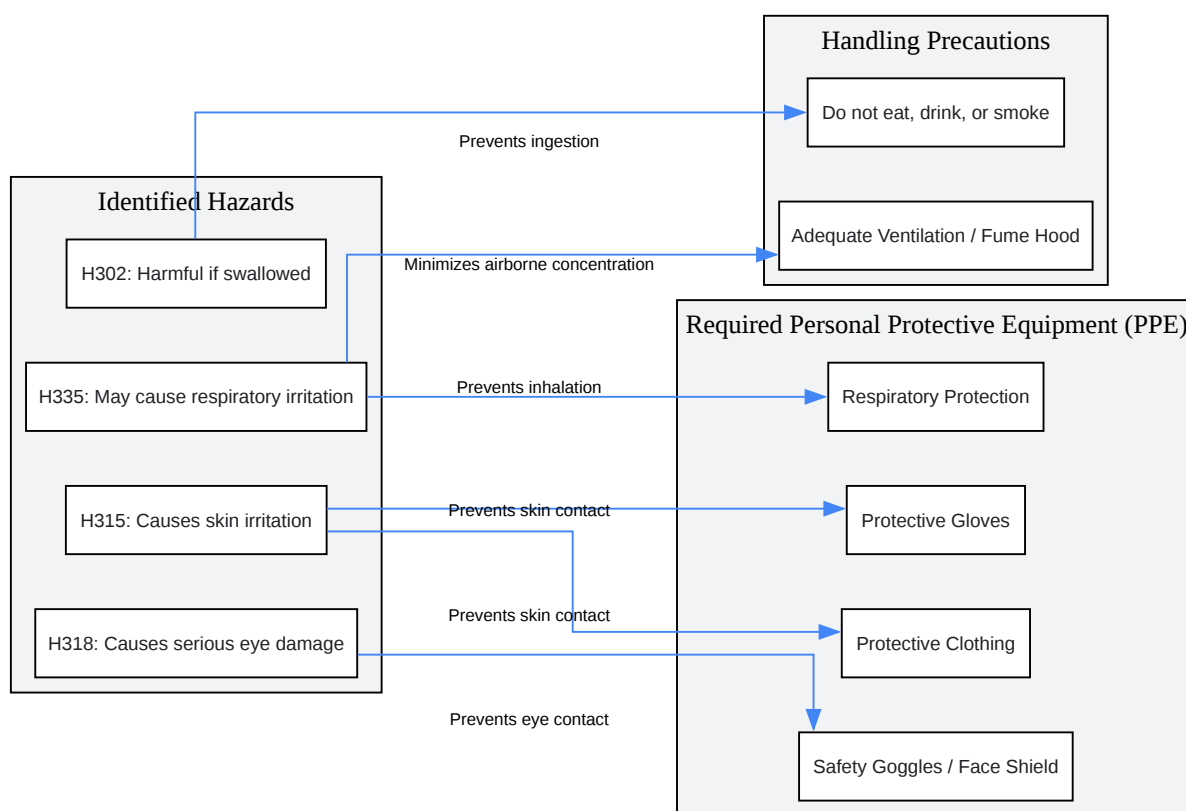 Handling Precautions
Do not eat, drink, or smoke
Prevents ingestion
Identified Hazards
Adequate Ventilation / Fume Hood
H302: Harmful if swallowed
Minimizes airborne concentration
Required Personal Protective Equipment (PPE)
H335: May cause respiratory irritation
Prevents inhalation
Respiratory Protection
H315: Causes skin irritation
Prevents skin contact
Protective Gloves
Prevents skin contact
H318: Causes serious eye damage
Protective Clothing
Prevents eye contact
Safety Goggles / Face Shield